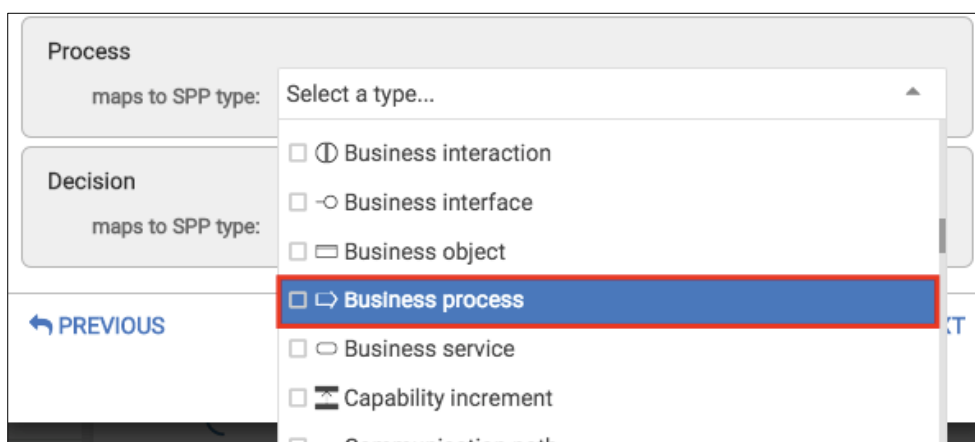 Process
maps to SPP type:
Select a type...
Business interaction
Decision
Business interface
maps to SPP type:
Business object
Business process
PREVIOUS
Business service
Capability increment